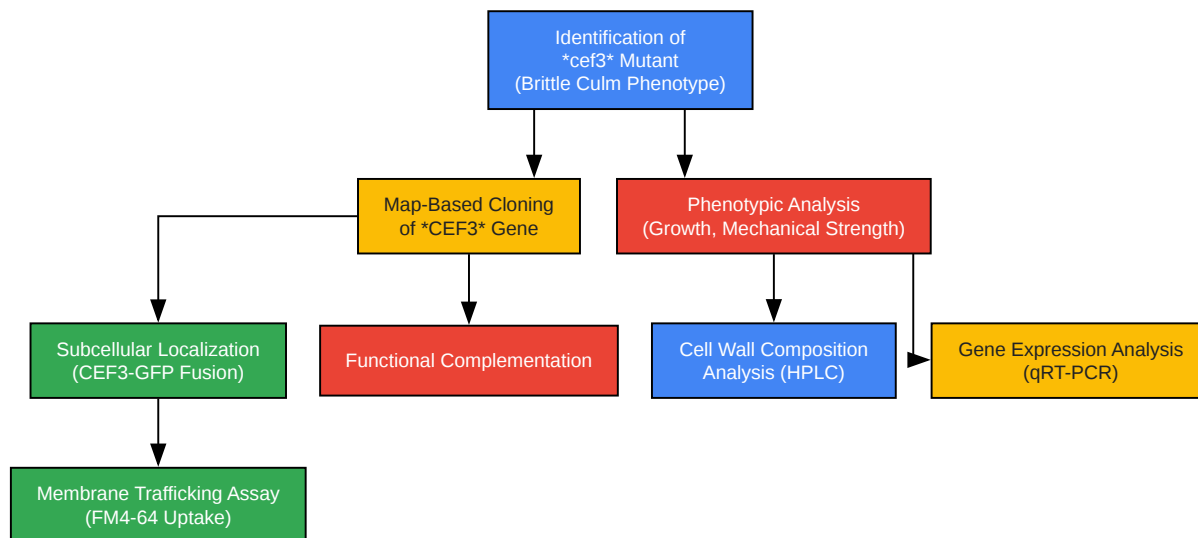 Identification of
*cef3* Mutant
(Brittle Culm Phenotype)
Map-Based Cloning
of *CEF3* Gene
Phenotypic Analysis
(Growth, Mechanical Strength)
Subcellular Localization
(CEF3-GFP Fusion)
Functional Complementation
Cell Wall Composition
Analysis (HPLC)
Gene Expression Analysis
(qRT-PCR)
Membrane Trafficking Assay
(FM4-64 Uptake)